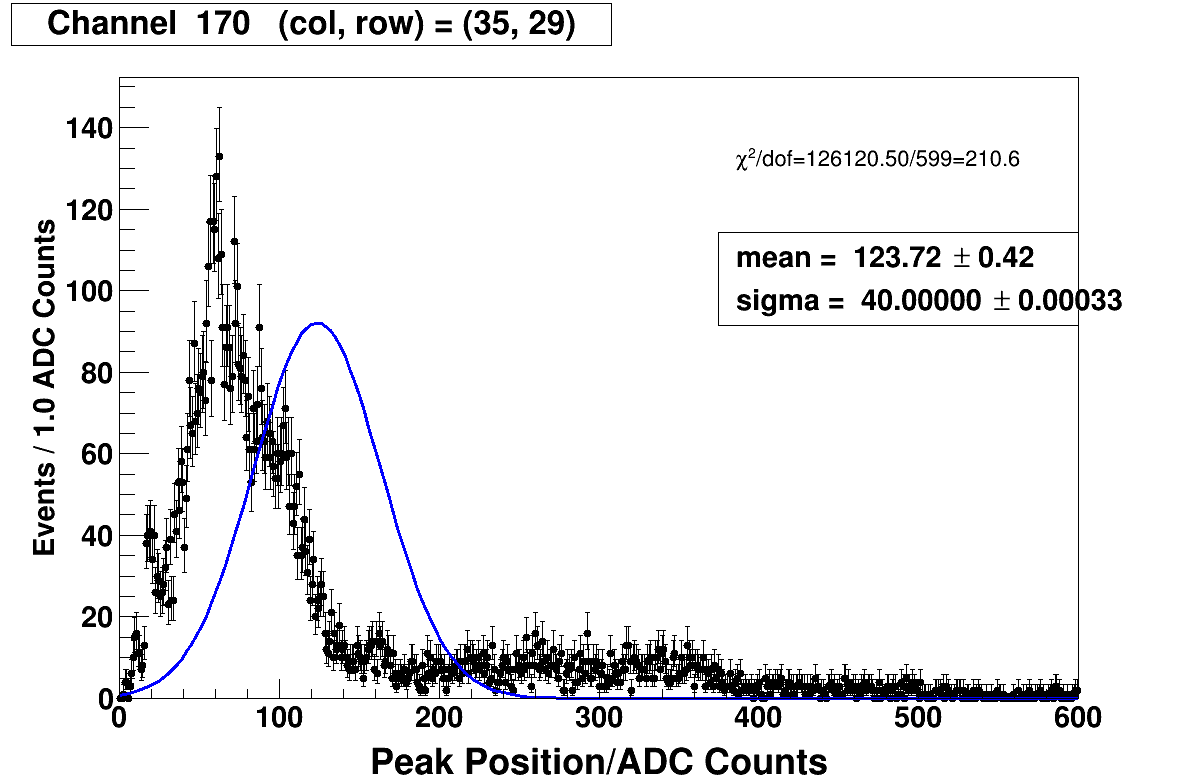 Channel 170 (col, row) = (35, 29)
χ²/dof=126120.50/599=210.6
mean = 123.72 ± 0.42
sigma = 40.00000 ± 0.00033
Events / 1.0 ADC Counts
140
120
100
80
60
40
20
0
0 100 200 300 400 500 600
Peak Position/ADC Counts